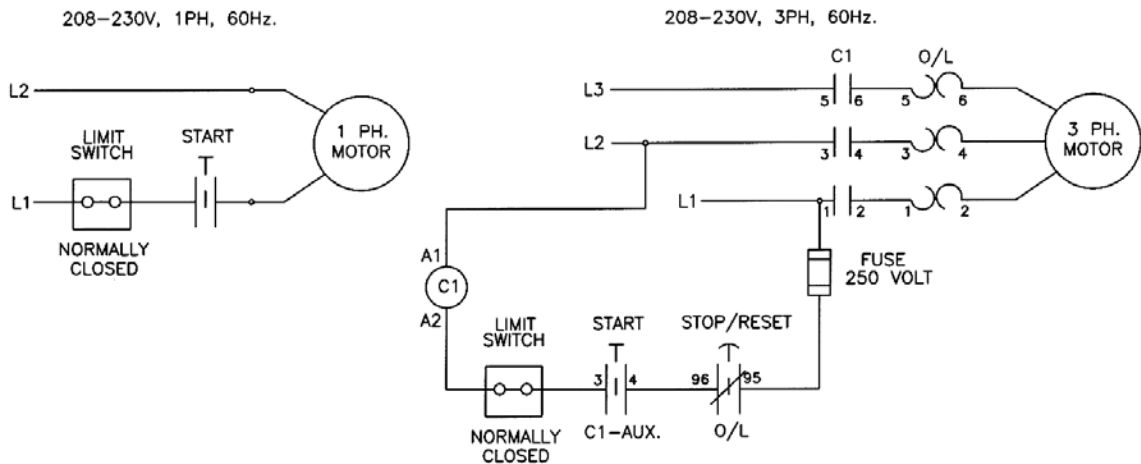 208-230V, 1PH, 60Hz.
L2
LIMIT
SWITCH
START
1 PH.
MOTOR
L1
NORMALLY
CLOSED
208-230V, 3PH, 60Hz.
C1
O/L
L3
5 6
5 6
L2
3 4
3 4
3 PH.
MOTOR
L1
1 2
1 2
A1
C1
A2
FUSE
250 VOLT
LIMIT
SWITCH
START
STOP/RESET
3 4
96 95
NORMALLY
CLOSED
C1-AUX.
O/L